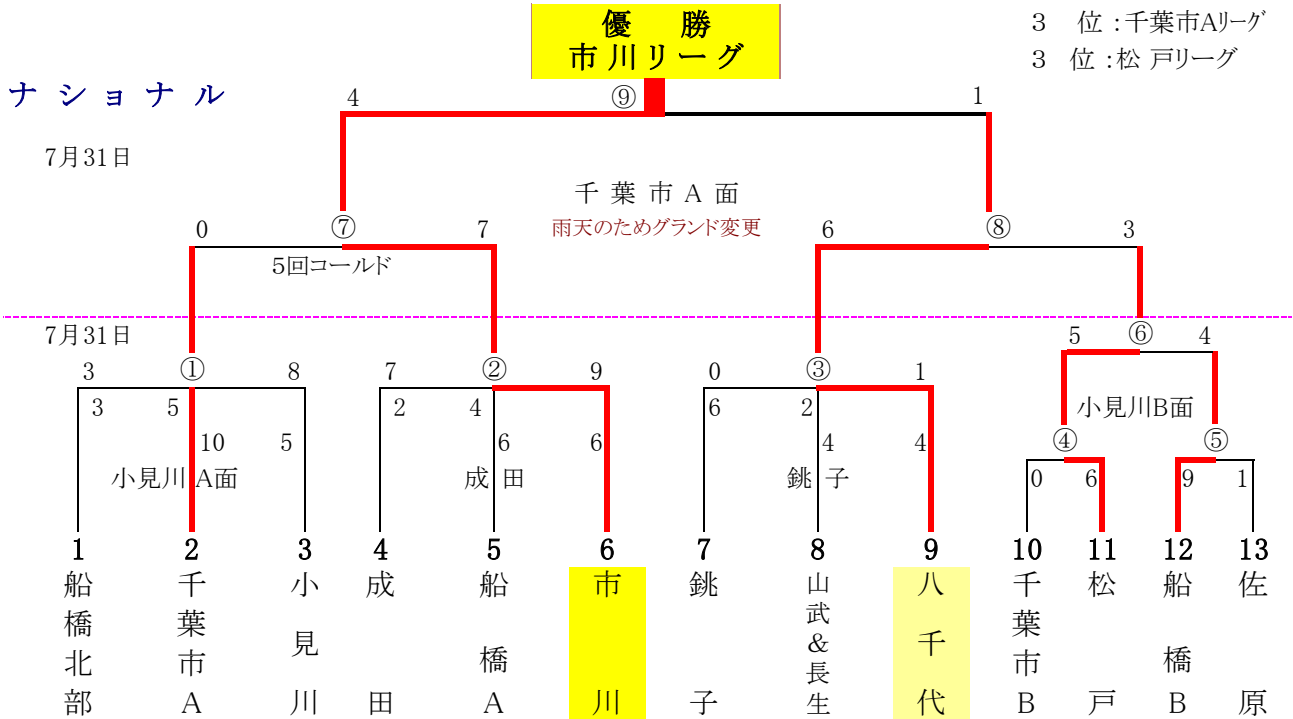 優 勝
市川リーグ
3 位:千葉市Aリーグ
3 位:松 戸リーグ
ナショナル
4 ⑨ 1
7月31日
千葉市A面
雨天のためグランド変更
0 ⑦ 7 6 ⑧ 3
5回コールド
7月31日
5 ⑥ 4
3 ① 8 7 ② 9 0 ③ 1
3 5 2 4 6 6 2
小見川B面
10 5 6 4 4
④ ⑤
小見川A面 成田 銚子
0 6 9 1
1 2 3 4 5 6 7 8 9 10 11 12 13
船橋北部
千葉市A
小見川
成田
船橋A
市川
銚子
山武&長生
八千代
千葉市B
松戸
船橋B
佐原